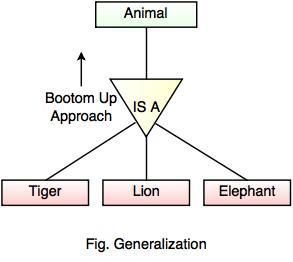 Animal
Bootom Up
Approach
IS A
Tiger
Lion
Elephant
Fig. Generalization